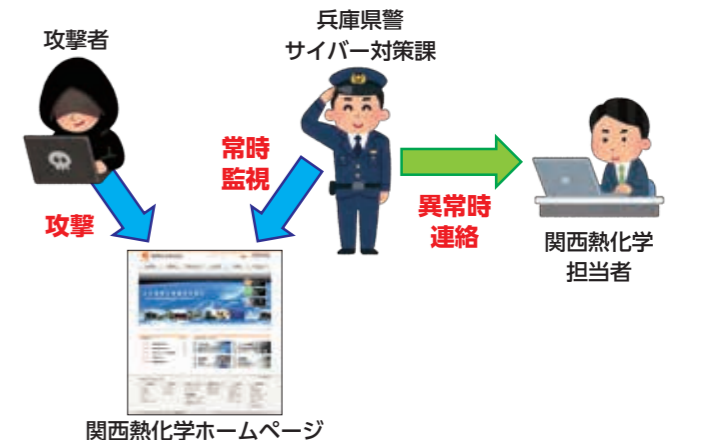 攻撃者
兵庫県警
サイバー対策課
常時
監視
攻撃
異常時
連絡
関西熱化学
担当者
関西熱化学ホームページ